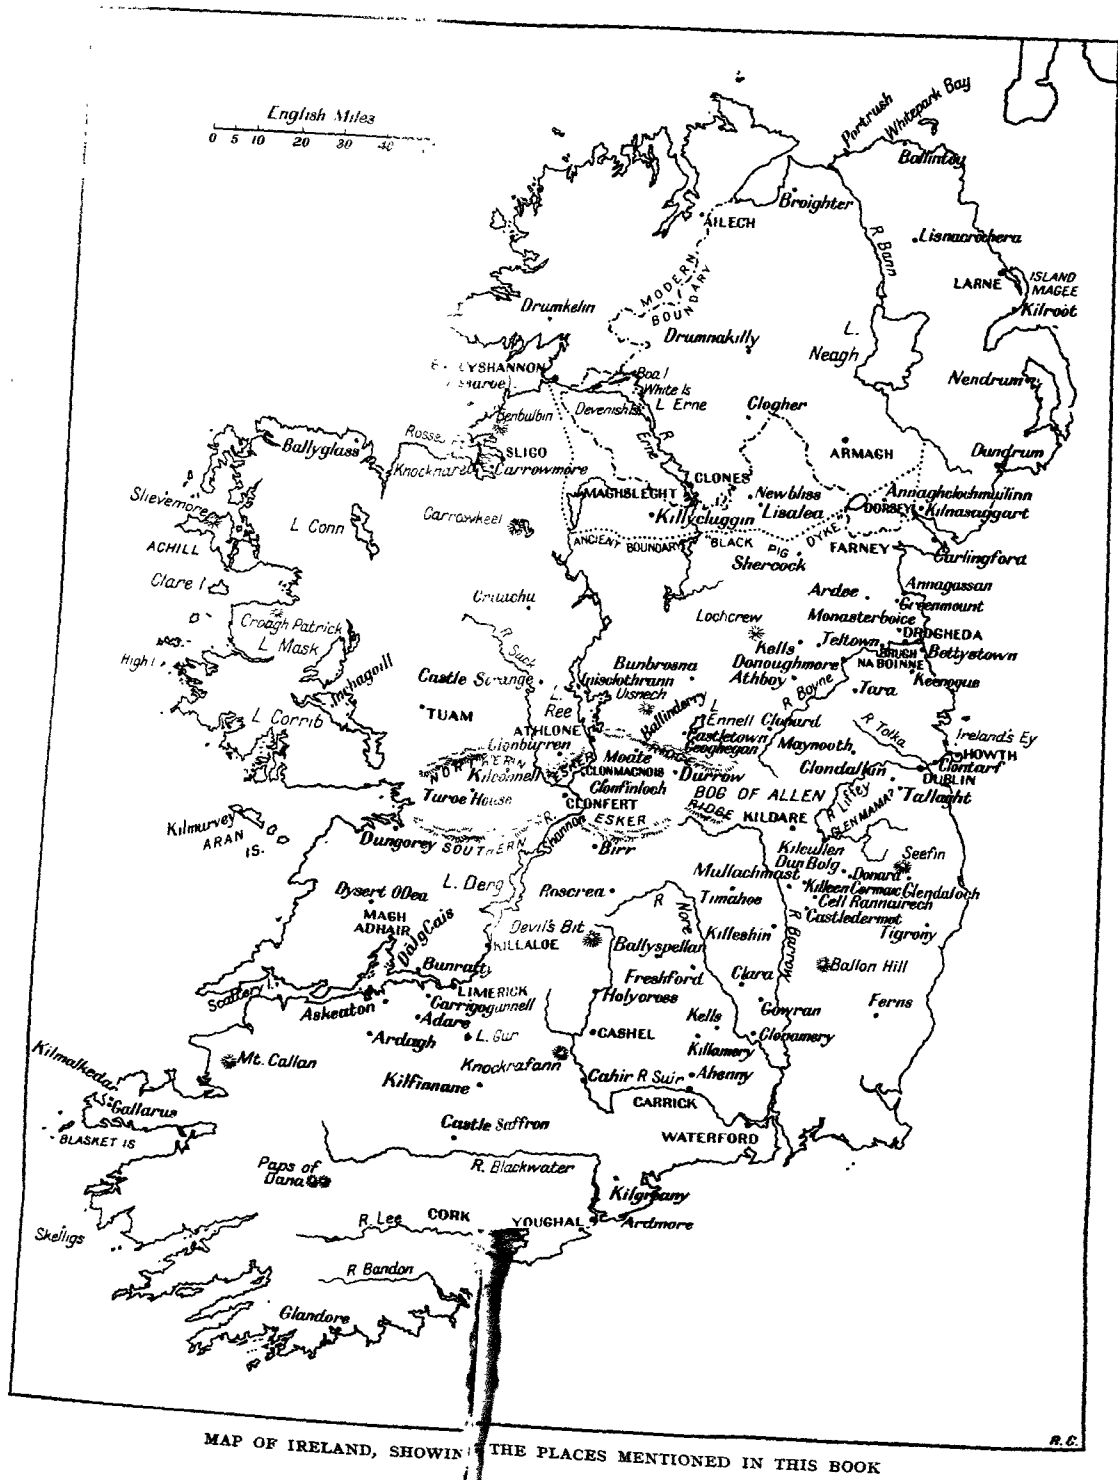 English Miles
0 5 10 20 30 40
Portrush
Whitepark Bay
Ballintoy
Broighter
AILECH
R Bann
Lisnacrochera
MODERN
BOUNDARY
LARNE
ISLAND
MAGEE
Kilroot
Drumkelin
Drumnakilly
L.
Neagh
Nendrum
Boa I
White Is
Devenish Is
L Erne
R
Erne
Clogher
Benbulbin
ARMAGH
Dundrum
Ballyglass
SLIGO
Carrowmore
CLONES
MAGHSLECHT
Newbliss
Lisalea
Killycluggin
Annaghclochmuilinn
DORSEY
Kilnasaggart
Slievemore
L Conn
Carrowkeel
ANCIENT BOUNDARY
BLACK
PIG
DYKE
FARNEY
Shercock
Carlingford
ACHILL
Clare I
Croagh Patrick
L Mask
High I
Inchagoill
Cruachu
Lochcrew
Ardee
Annagassan
Greenmount
Monasterboice
DROGHEDA
Kells
Teltown
BRUGH
NA BOINNE
Bettystown
R Suck
Castle Strange
Bunbrosna
Inisclothrann
Uisnech
Donoughmore
Athboy
R Boyne
Tara
Keenogue
TUAM
L.
Ree
Ballinderry
L
Ennell
Clonard
Castletown
Geoghegan
Maynooth
R Tolka
Ireland's Ey
HOWTH
Clontarf
DUBLIN
L Corrib
ATHLONE
Clonburren
Moate
NORTHERN
ESKER
RIDGE
Kilconnell
CLONMACNOIS
Durrow
Clondalkin
Turoe House
Clonfinloch
BOG OF ALLEN
CLONFERT
R Liffey
Tallaght
Kilmurvey
ARAN
IS.
Dungorey
SOUTHERN
R.
Shannon
ESKER
RIDGE
KILDARE
GLENMAMA?
Birr
Kilcullen
Dun Bolg
Seefin
L. Derg
Roscrea
Mullachmast
Donard
Timahoe
Killeen Cormac
Glendaloch
Cell Rannairech
Castledermot
Dysert O'Dea
MAGH
ADHAIR
Dalg Cais
Devil's Bit
KILLALOE
R
Nore
Ballyspellan
Killeshin
R Barrow
Tigrony
Bunratty
Ballon Hill
Scattery I.
LIMERICK
Freshford
Clara
Askeaton
Carrigogunnell
Adare
Holycross
Ferns
Kells
Gowran
Ardagh
L. Gur
CASHEL
Killamery
Clonamery
Kilmalkedar
Mt. Callan
Knockrafann
Kilfinnane
Cahir
R Suir
Ahenny
CARRICK
Gallarus
BLASKET IS
Castle Saffron
WATERFORD
Paps of
Dana
R. Blackwater
Kilgreany
Skelligs
R. Lee
CORK
YOUGHAL
Ardmore
R Bandon
Glandore
R.C.
MAP OF IRELAND, SHOWIN THE PLACES MENTIONED IN THIS BOOK